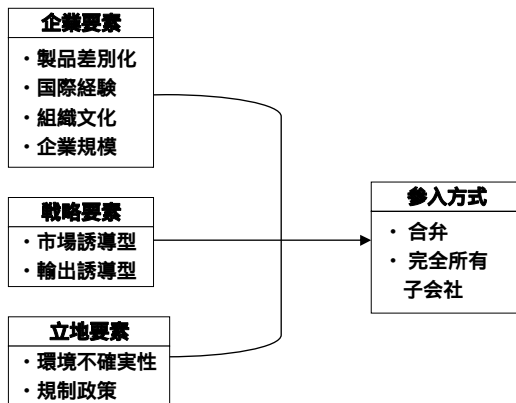 企業要素
・製品差別化
・国際経験
・組織文化
・企業規模
戦略要素
・市場誘導型
・輸出誘導型
立地要素
・環境不確実性
・規制政策
参入方式
・合弁
・完全所有
子会社